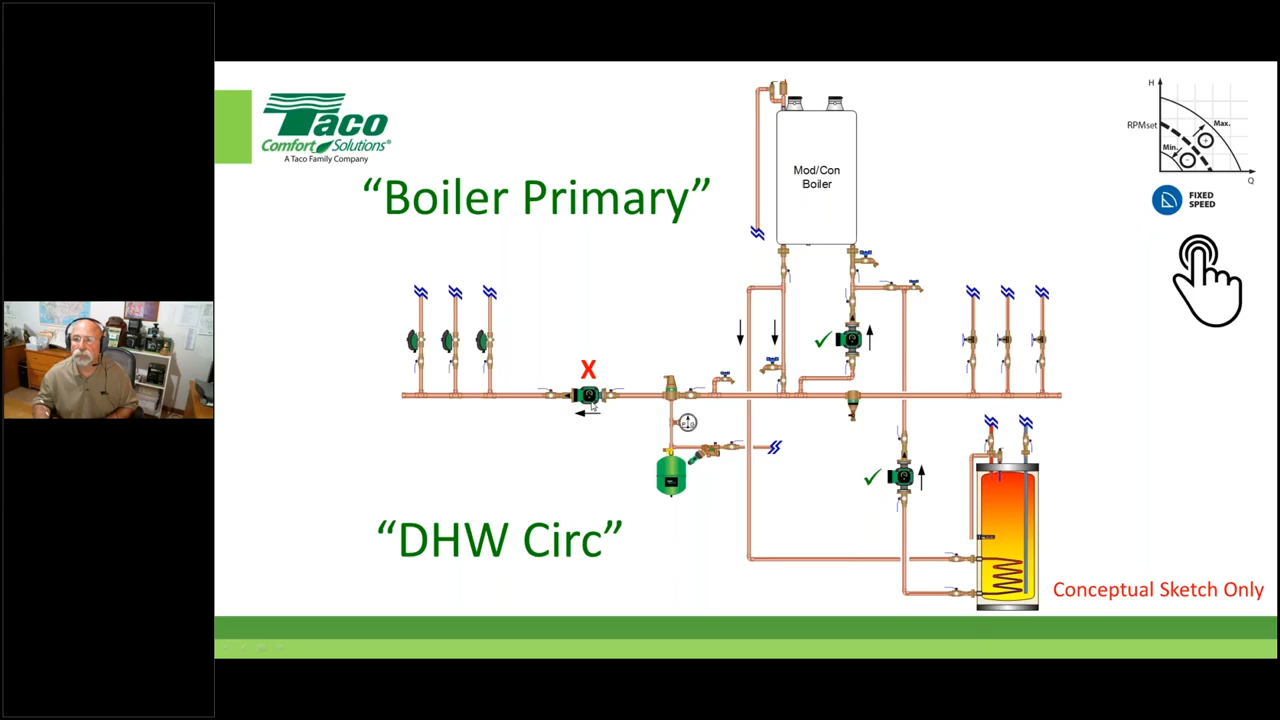 Taco
Comfort Solutions®
A Taco Family Company
"Boiler Primary"
Mod/Con
Boiler
H
RPMset
Max.
Min.
Q
FIXED
SPEED
X
"DHW Circ"
Conceptual Sketch Only